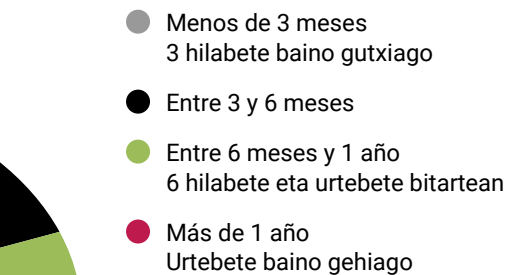 Menos de 3 meses
3 hilabete baino gutxiago
Entre 3 y 6 meses
Entre 6 meses y 1 año
6 hilabete eta urtebete bitartean
Más de 1 año
Urtebete baino gehiago